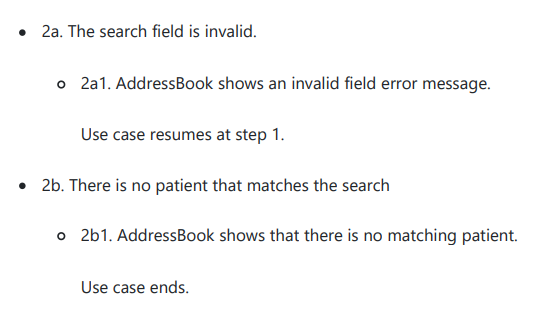 2a. The search field is invalid.
2a1. AddressBook shows an invalid field error message.
Use case resumes at step 1.
2b. There is no patient that matches the search
2b1. AddressBook shows that there is no matching patient.
Use case ends.